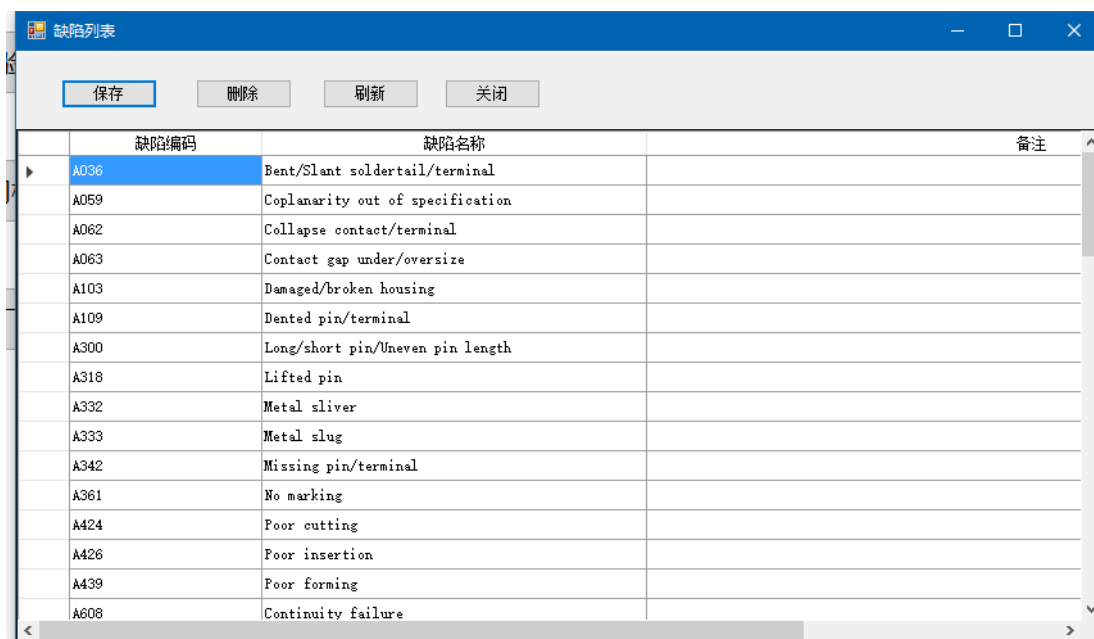 缺陷列表
保存 删除 刷新 关闭
缺陷编码 缺陷名称 备注
A036 Bent/Slant soldertail/terminal
A059 Coplanarity out of specification
A062 Collapse contact/terminal
A063 Contact gap under/oversize
A103 Damaged/broken housing
A109 Dented pin/terminal
A300 Long/short pin/Uneven pin length
A318 Lifted pin
A332 Metal sliver
A333 Metal slug
A342 Missing pin/terminal
A361 No marking
A424 Poor cutting
A426 Poor insertion
A439 Poor forming
A608 Continuity failure